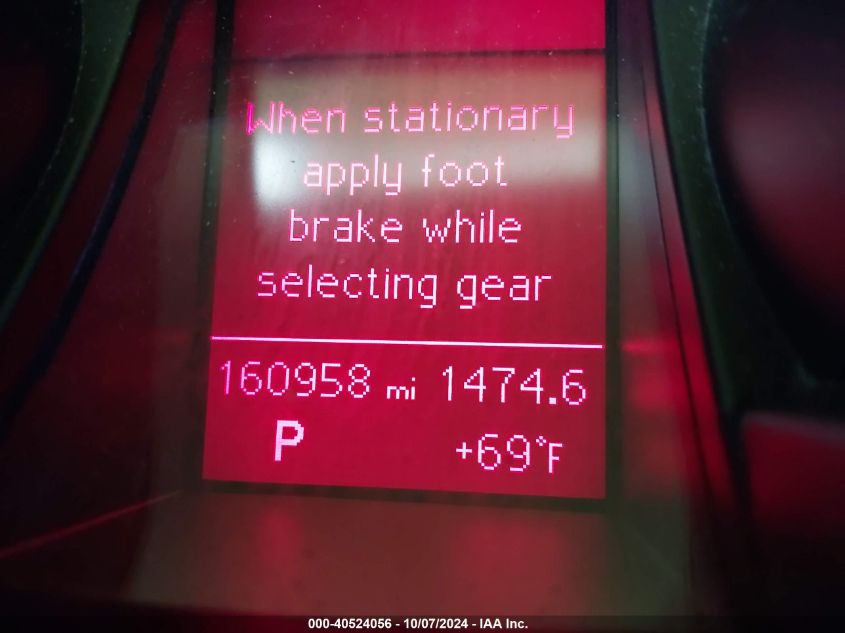 When stationary
apply foot
brake while
selecting gear
160958 mi 1474.6
P +69°F
000-40524056 - 10/07/2024 - IAA Inc.